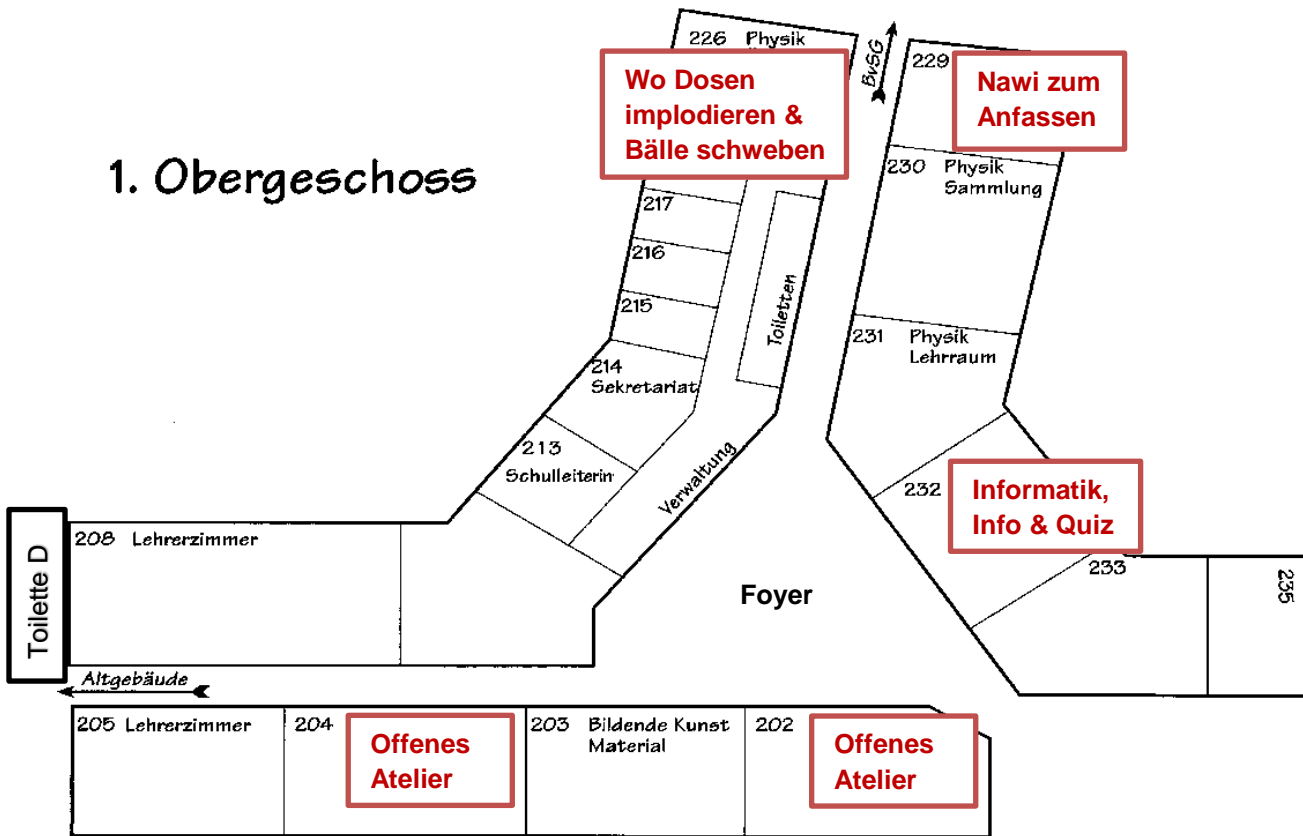 1. Obergeschoss
226 Physik
Wo Dosen
implodieren &
Bälle schweben
BvSG
229
Nawi zum
Anfassen
230 Physik
Sammlung
217
216
215
Toiletten
231 Physik
Lehrraum
214
Sekretariat
213
Schulleiterin
Verwaltung
232
Informatik,
Info & Quiz
233
235
Toilette D
208 Lehrerzimmer
Foyer
Altgebäude
205 Lehrerzimmer
204
Offenes
Atelier
203 Bildende Kunst
Material
202
Offenes
Atelier